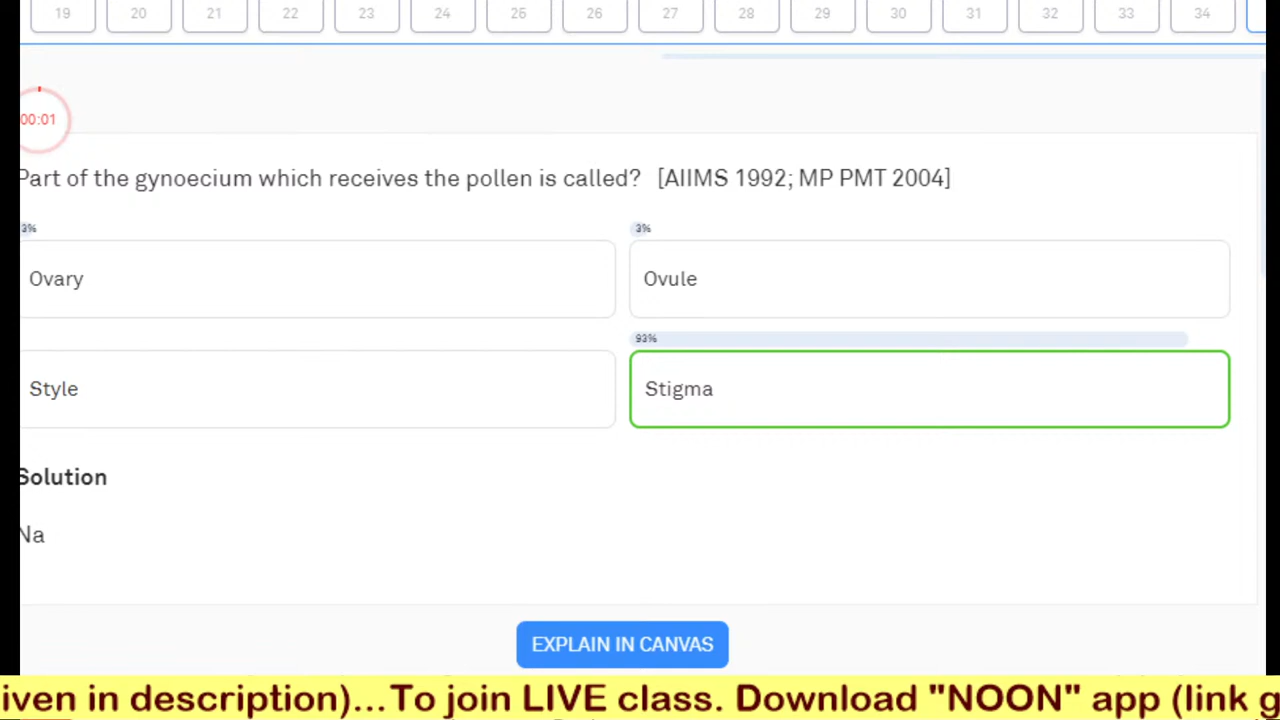 19 20 21 22 23 24 26 26 27 28 29 30 31 32 33 34
00:01
Part of the gynoecium which receives the pollen is called? [AIIMS 1992; MP PMT 2004]
3% 3%
Ovary Ovule
93%
Style Stigma
Solution
Na
EXPLAIN IN CANVAS
iven in description)...To join LIVE class. Download "NOON" app (link g